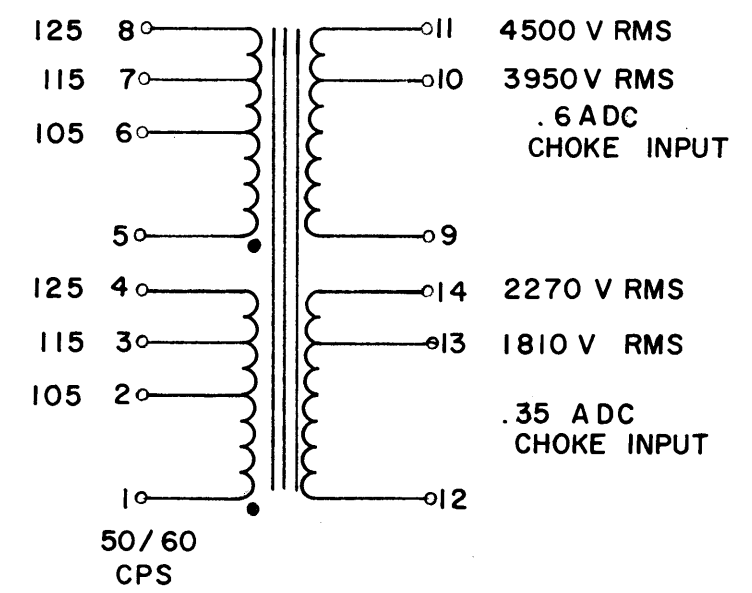 125 8 11 4500 V RMS
115 7 10 3950 V RMS
.6 ADC
105 6 CHOKE INPUT
5 9
125 4 14 2270 V RMS
115 3 13 1810 V RMS
105 2 .35 ADC
CHOKE INPUT
1 12
50/60
CPS